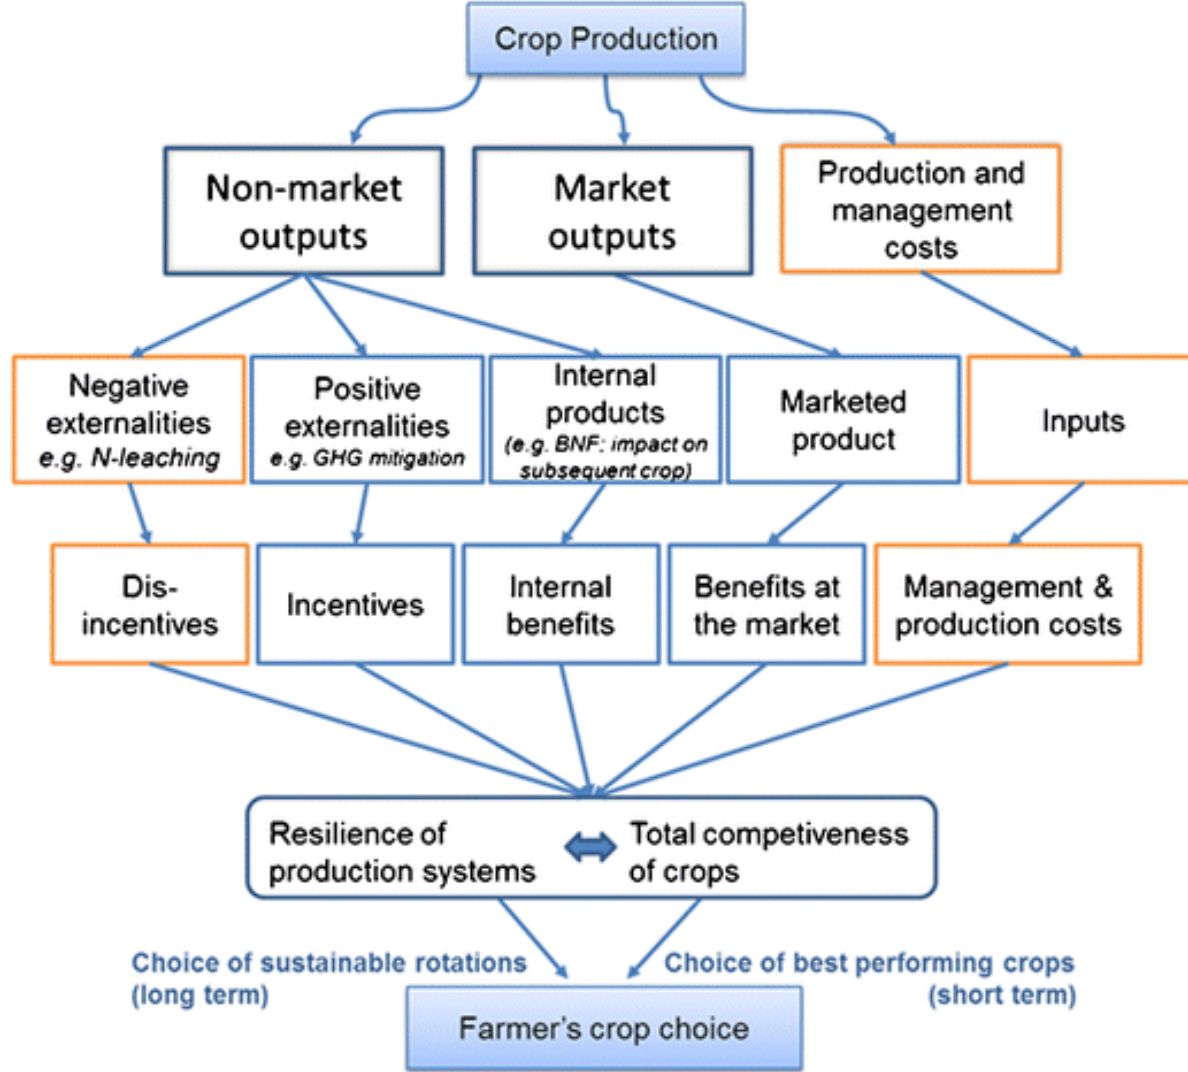 Crop Production
Non-market
outputs
Market
outputs
Production and
management
costs
Negative
externalities
e.g. N-leaching
Positive
externalities
e.g. GHG mitigation
Internal
products
(e.g. BNF: impact on
subsequent crop)
Marketed
product
Inputs
Dis-
incentives
Incentives
Internal
benefits
Benefits at
the market
Management &
production costs
Resilience of
production systems
Total competiveness
of crops
Choice of sustainable rotations
(long term)
Choice of best performing crops
(short term)
Farmer's crop choice